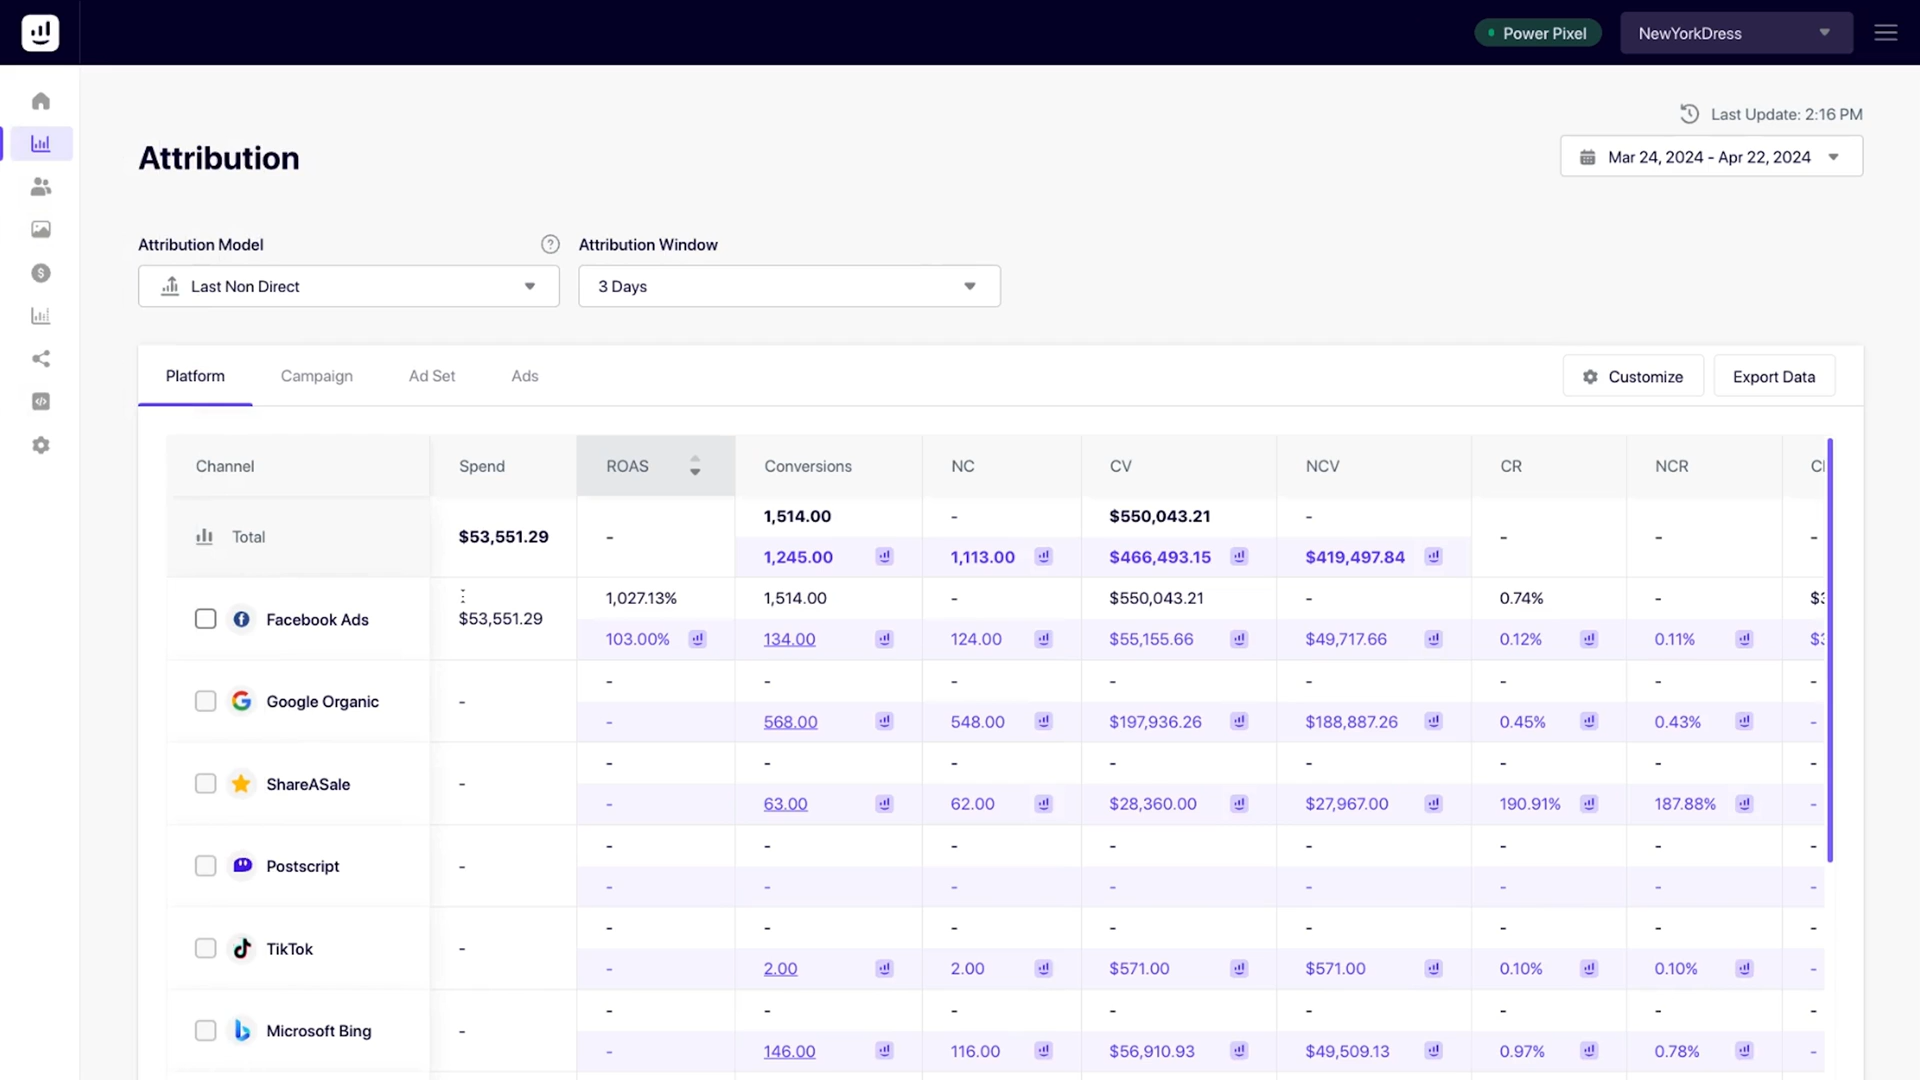 Power Pixel
NewYorkDress
Last Update: 2:16 PM
Attribution
Mar 24, 2024 - Apr 22, 2024
Attribution Model ? Attribution Window
Last Non Direct 3 Days
Platform Campaign Ad Set Ads Customize Export Data
Channel Spend ROAS Conversions NC CV NCV CR NCR
1,514.00 - $550,043.21 -
Total $53,551.29 - - - -
1,245.00 1,113.00 $466,493.15 $419,497.84
1,027.13% 1,514.00 - $550,043.21 - 0.74% -
Facebook Ads $53,551.29
103.00% 134.00 124.00 $55,155.66 $49,717.66 0.12% 0.11%
- - - - - - - -
Google Organic -
- 568.00 548.00 $197,936.26 $188,887.26 0.45% 0.43% -
- - - - - - - -
ShareASale -
- 63.00 62.00 $28,360.00 $27,967.00 190.91% 187.88% -
- - - - - - - -
Postscript -
- - - - - - - -
- - - - - - - -
TikTok -
- 2.00 2.00 $571.00 $571.00 0.10% 0.10% -
- - - - - - - -
Microsoft Bing -
- 146.00 116.00 $56,910.93 $49,509.13 0.97% 0.78% -